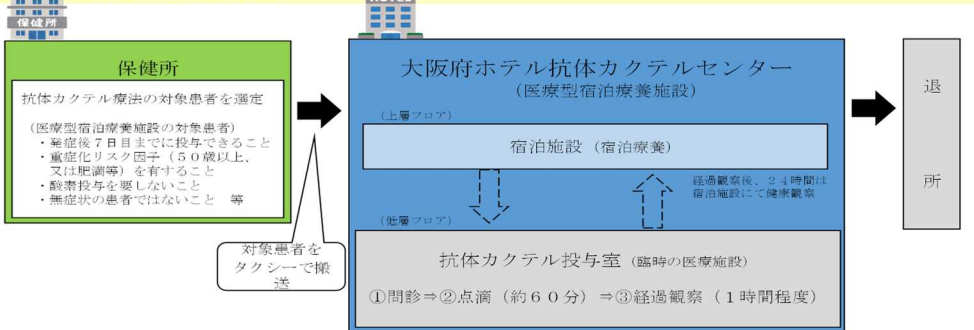 保健所
保健所
抗体カクテル療法の対象患者を選定
（医療型宿泊療養施設の対象患者）
・発症後７日目までに投与できること
・重症化リスク因子（５０歳以上、
又は肥満等）を有すること
・酸素投与を要しないこと
・無症状の患者ではないこと　等
対象患者を
タクシーで搬
送
HOTEL
大阪府ホテル抗体カクテルセンター
（医療型宿泊療養施設）
（上層フロア）
宿泊施設（宿泊療養）
経過観察後、２４時間は
宿泊施設にて健康観察
（低層フロア）
抗体カクテル投与室（臨時の医療施設）
①問診⇒②点滴（約６０分）⇒③経過観察（１時間程度）
退
所